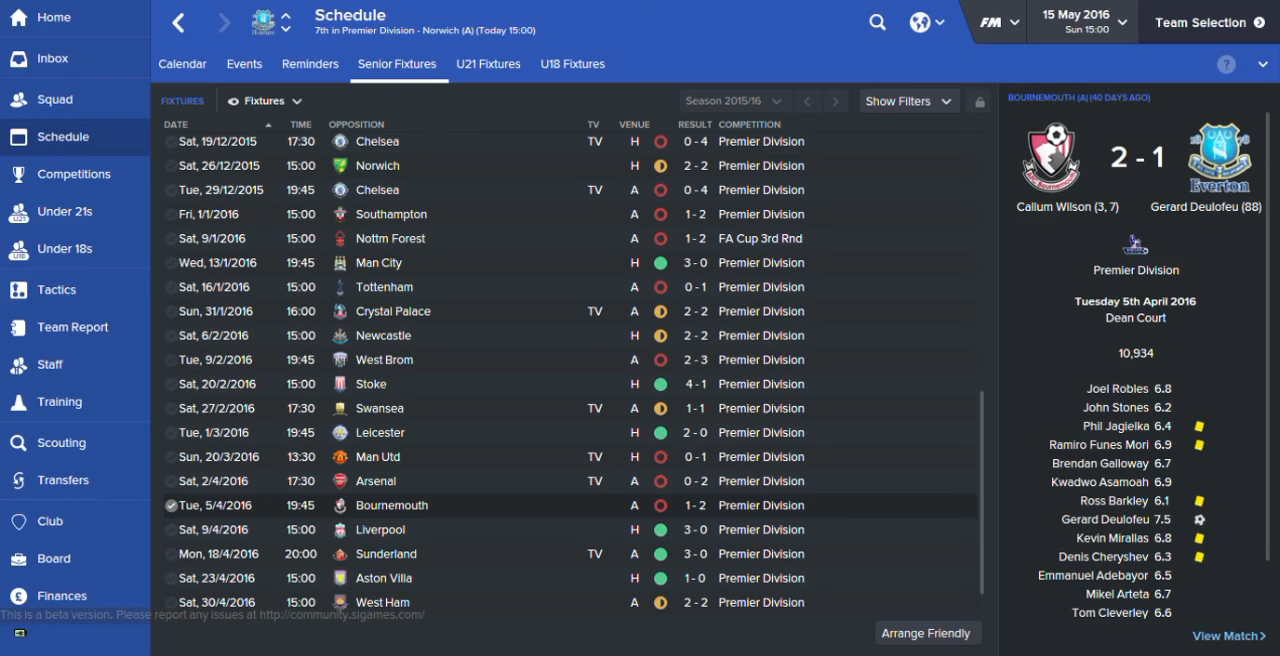 Home
Inbox
Squad
Schedule
Competitions
Under 21s
Under 18s
Tactics
Team Report
Staff
Training
Scouting
Transfers
Club
Board
Finances
Schedule
7th in Premier Division - Norwich (A) (Today 15:00)
FM
15 May 2016
Sun 15:00
Team Selection
Calendar Events Reminders Senior Fixtures U21 Fixtures U18 Fixtures ?
FIXTURES Fixtures Season 2015/16 Show Filters
DATE TIME OPPOSITION TV VENUE RESULT COMPETITION
Sat, 19/12/2015 17:30 Chelsea TV H 0 - 4 Premier Division
Sat, 26/12/2015 15:00 Norwich H 2 - 2 Premier Division
Tue, 29/12/2015 19:45 Chelsea TV A 0 - 4 Premier Division
Fri, 1/1/2016 15:00 Southampton A 1 - 2 Premier Division
Sat, 9/1/2016 15:00 Nottm Forest A 1 - 2 FA Cup 3rd Rnd
Wed, 13/1/2016 19:45 Man City H 3 - 0 Premier Division
Sat, 16/1/2016 15:00 Tottenham A 0 - 1 Premier Division
Sun, 31/1/2016 16:00 Crystal Palace TV A 2 - 2 Premier Division
Sat, 6/2/2016 15:00 Newcastle H 2 - 2 Premier Division
Tue, 9/2/2016 19:45 West Brom A 2 - 3 Premier Division
Sat, 20/2/2016 15:00 Stoke H 4 - 1 Premier Division
Sat, 27/2/2016 17:30 Swansea TV A 1 - 1 Premier Division
Tue, 1/3/2016 19:45 Leicester H 2 - 0 Premier Division
Sun, 20/3/2016 13:30 Man Utd TV H 0 - 1 Premier Division
Sat, 2/4/2016 17:30 Arsenal TV A 0 - 2 Premier Division
Tue, 5/4/2016 19:45 Bournemouth A 1 - 2 Premier Division
Sat, 9/4/2016 15:00 Liverpool H 3 - 0 Premier Division
Mon, 18/4/2016 20:00 Sunderland TV A 3 - 0 Premier Division
Sat, 23/4/2016 15:00 Aston Villa H 1 - 0 Premier Division
Sat, 30/4/2016 15:00 West Ham A 2 - 2 Premier Division
This is a beta version. Please report any issues at http://community.sigames.com/
Arrange Friendly
BOURNEMOUTH (A) (40 DAYS AGO)
2 - 1
Everton
Callum Wilson (3, 7) Gerard Deulofeu (88)
Premier Division
Tuesday 5th April 2016
Dean Court
10,934
Joel Robles 6.8
John Stones 6.2
Phil Jagielka 6.4
Ramiro Funes Mori 6.9
Brendan Galloway 6.7
Kwadwo Asamoah 6.9
Ross Barkley 6.1
Gerard Deulofeu 7.5
Kevin Mirallas 6.8
Denis Cheryshev 6.3
Emmanuel Adebayor 6.5
Mikel Arteta 6.7
Tom Cleverley 6.6
View Match>